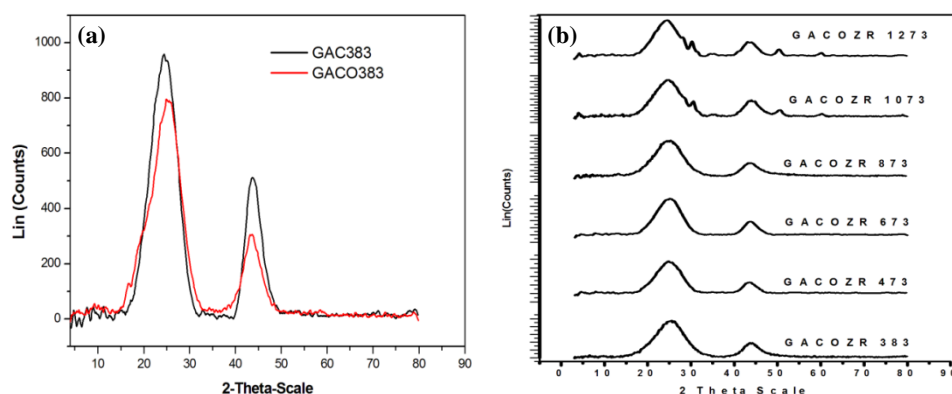 (a)
GAC383
GACO383
Lin (Counts)
1000
800
600
400
200
0
10 20 30 40 50 60 70 80 90
2-Theta-Scale
(b)
GACOZR 1273
GACOZR 1073
GACOZR 873
GACOZR 673
GACOZR 473
GACOZR 383
Lin(Counts)
0 10 20 30 40 50 60 70 80 90
2 Theta Scale